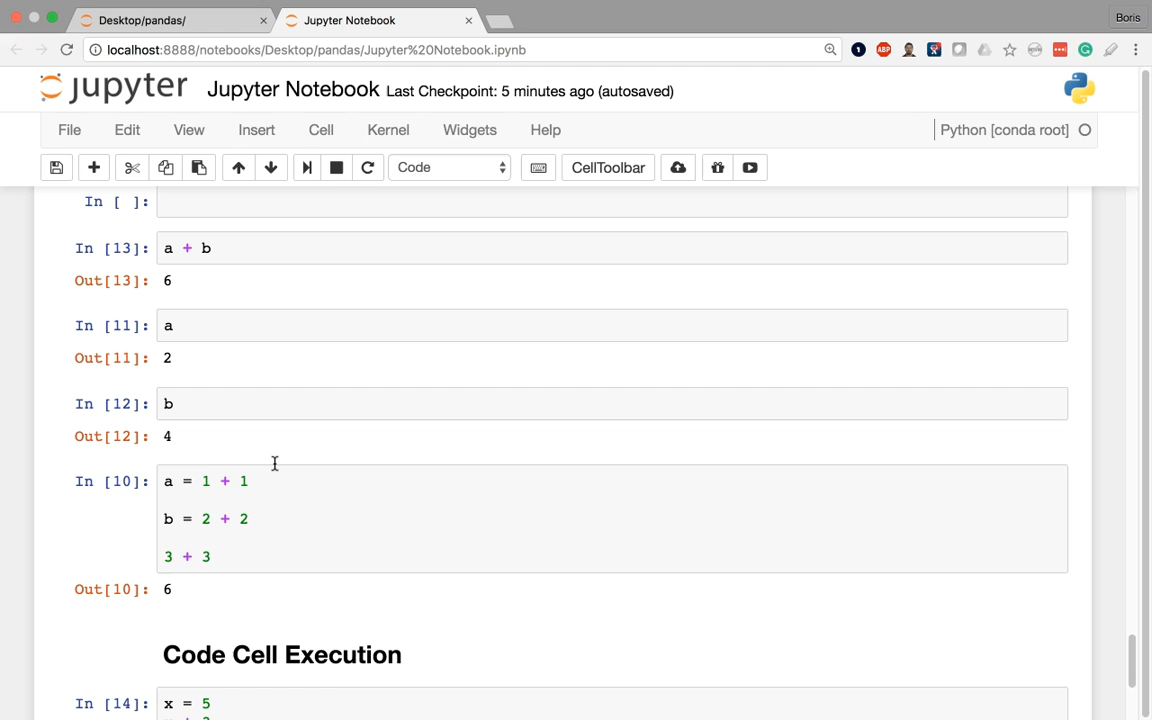 Desktop/pandas/ × Jupyter Notebook × Boris
localhost:8888/notebooks/Desktop/pandas/Jupyter%20Notebook.ipynb
jupyter Jupyter Notebook Last Checkpoint: 5 minutes ago (autosaved)
File Edit View Insert Cell Kernel Widgets Help Python [conda root]
Code CellToolbar
In [ ]:
In [13]: a + b
Out[13]: 6
In [11]: a
Out[11]: 2
In [12]: b
Out[12]: 4
In [10]: a = 1 + 1
b = 2 + 2
3 + 3
Out[10]: 6
Code Cell Execution
In [14]: x = 5